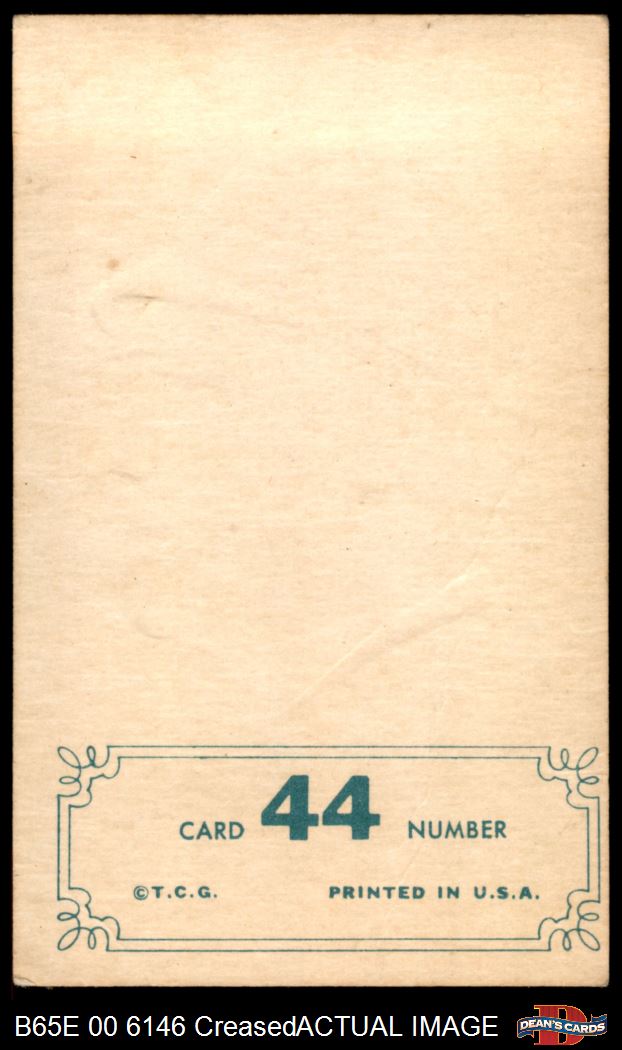 CARD 44 NUMBER
©T.C.G. PRINTED IN U.S.A.
B65E 00 6146 CreasedACTUAL IMAGE
DEAN'S CARDS